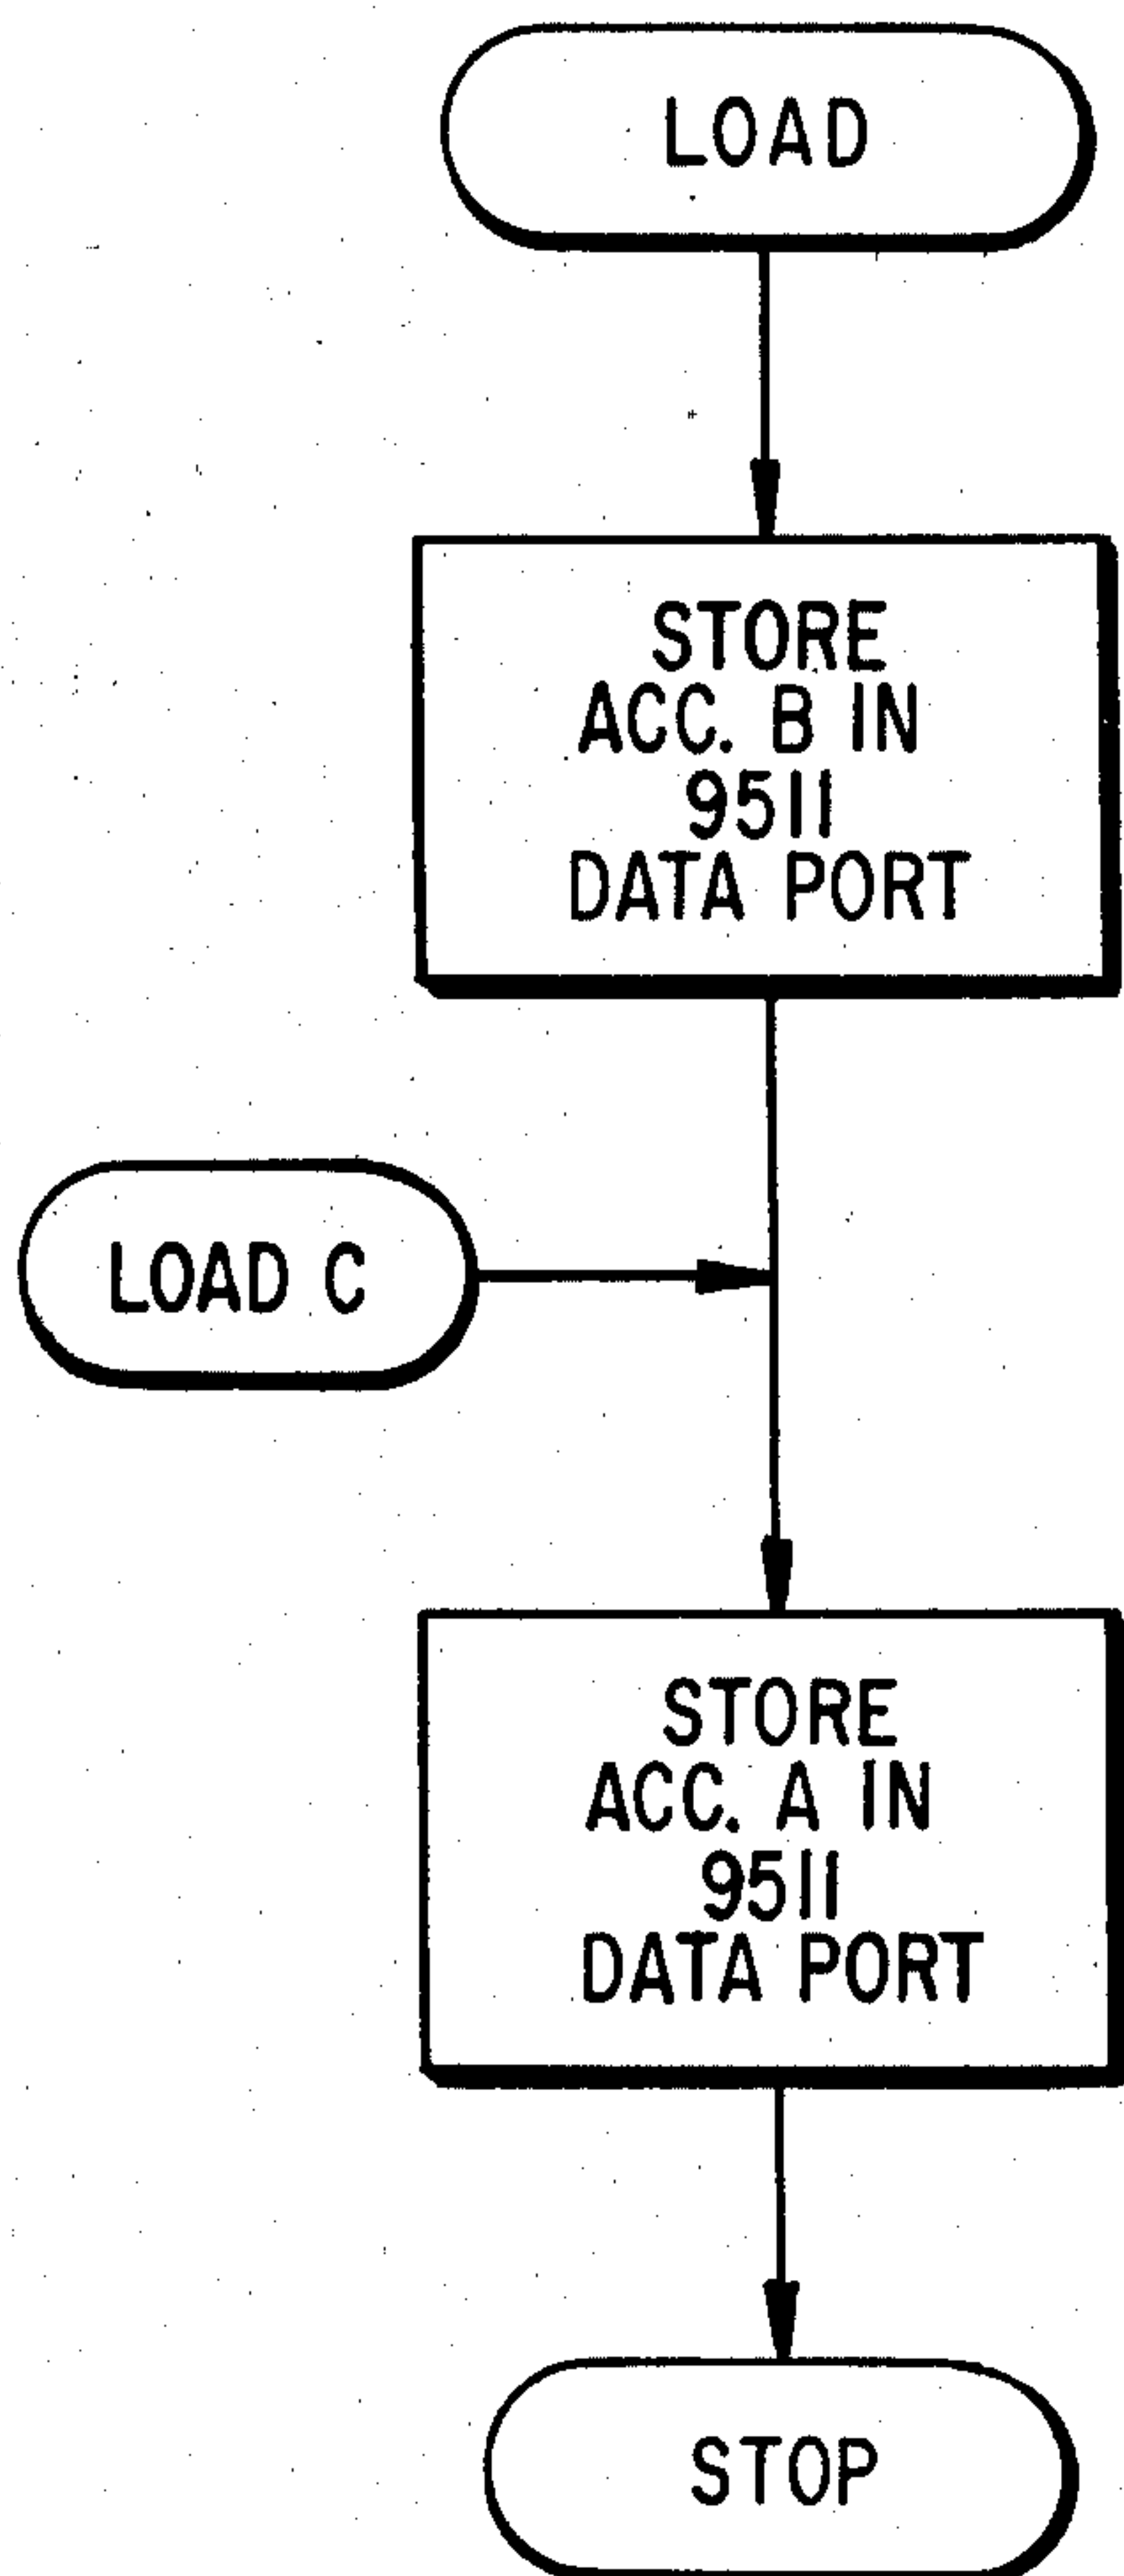 LOAD
STORE
ACC. B IN
9511
DATA PORT
LOAD C
STORE
ACC. A IN
9511
DATA PORT
STOP